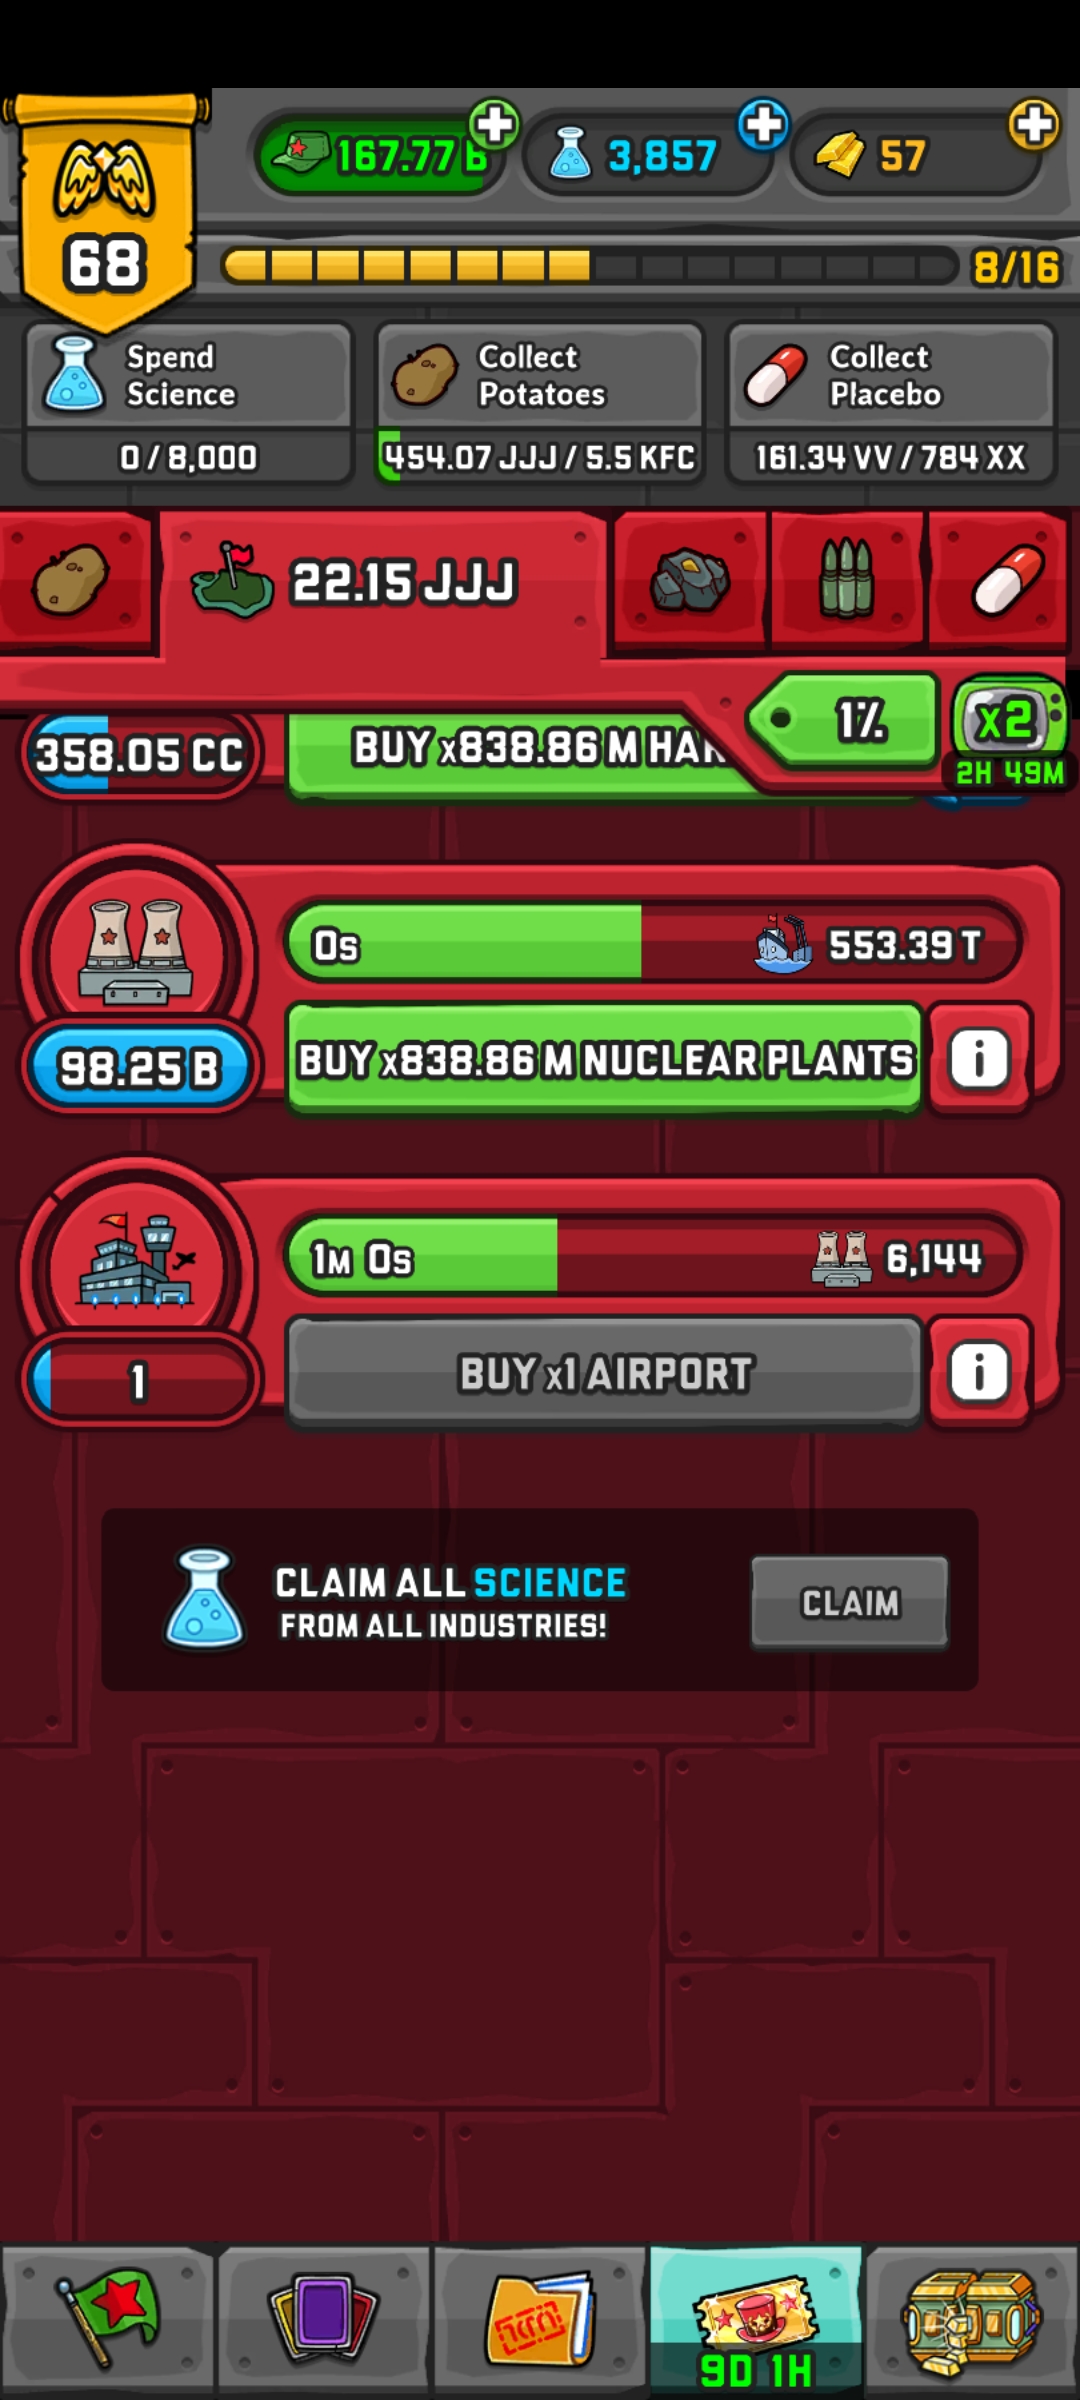 167.77 B
3,857
57
68
8/16
Spend
Science
0 / 8,000
Collect
Potatoes
454.07 JJJ / 5.5 KFC
Collect
Placebo
161.34 VV / 784 XX
22.15 JJJ
1%
x2
2H 49M
358.05 CC
BUY x838.86 M HAR
0s
553.39 T
98.25 B
BUY x838.86 M NUCLEAR PLANTS
i
1M 0s
6,144
1
BUY x1 AIRPORT
i
CLAIM ALL SCIENCE
FROM ALL INDUSTRIES!
CLAIM
9D 1H